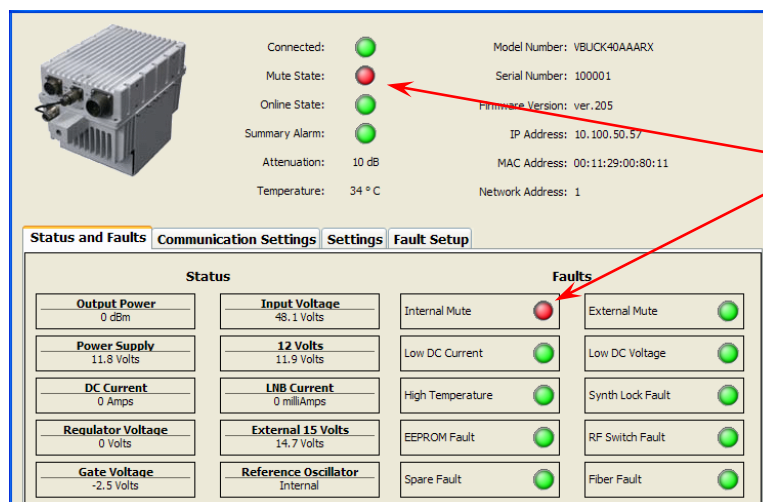 Connected:
Model Number: VBUCK40AAARX
Mute State:
Serial Number: 100001
Online State:
Firmware Version: ver.205
Summary Alarm:
IP Address: 10.100.50.57
Attenuation: 10 dB
MAC Address: 00:11:29:00:80:11
Temperature: 34 º C
Network Address: 1
Status and Faults Communication Settings Settings Fault Setup
Status
Faults
Output Power
0 dBm
Input Voltage
48.1 Volts
Internal Mute
External Mute
Power Supply
11.8 Volts
12 Volts
11.9 Volts
Low DC Current
Low DC Voltage
DC Current
0 Amps
LNB Current
0 milliAmps
High Temperature
Synth Lock Fault
Regulator Voltage
0 Volts
External 15 Volts
14.7 Volts
EEPROM Fault
RF Switch Fault
Gate Voltage
-2.5 Volts
Reference Oscillator
Internal
Spare Fault
Fiber Fault